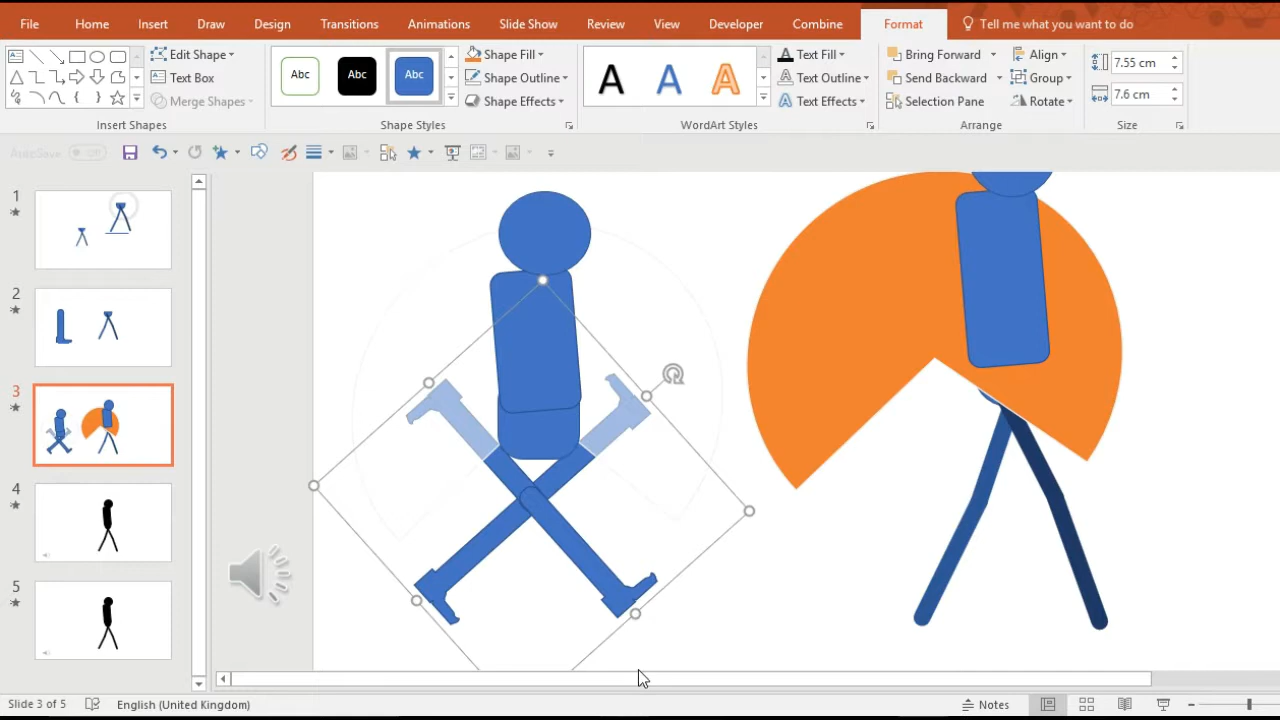 File Home Insert Draw Design Transitions Animations Slide Show Review View Developer Combine Format Tell me what you want to do
Edit Shape
Text Box
Merge Shapes
Insert Shapes
Abc Abc Abc
Shape Fill
Shape Outline
Shape Effects
Shape Styles
A A A
Text Fill
Text Outline
Text Effects
WordArt Styles
Bring Forward Align
Send Backward Group
Selection Pane Rotate
Arrange
7.55 cm
7.6 cm
Size
AutoSave Off
1
2
3
4
5
Slide 3 of 5 English (United Kingdom) Notes